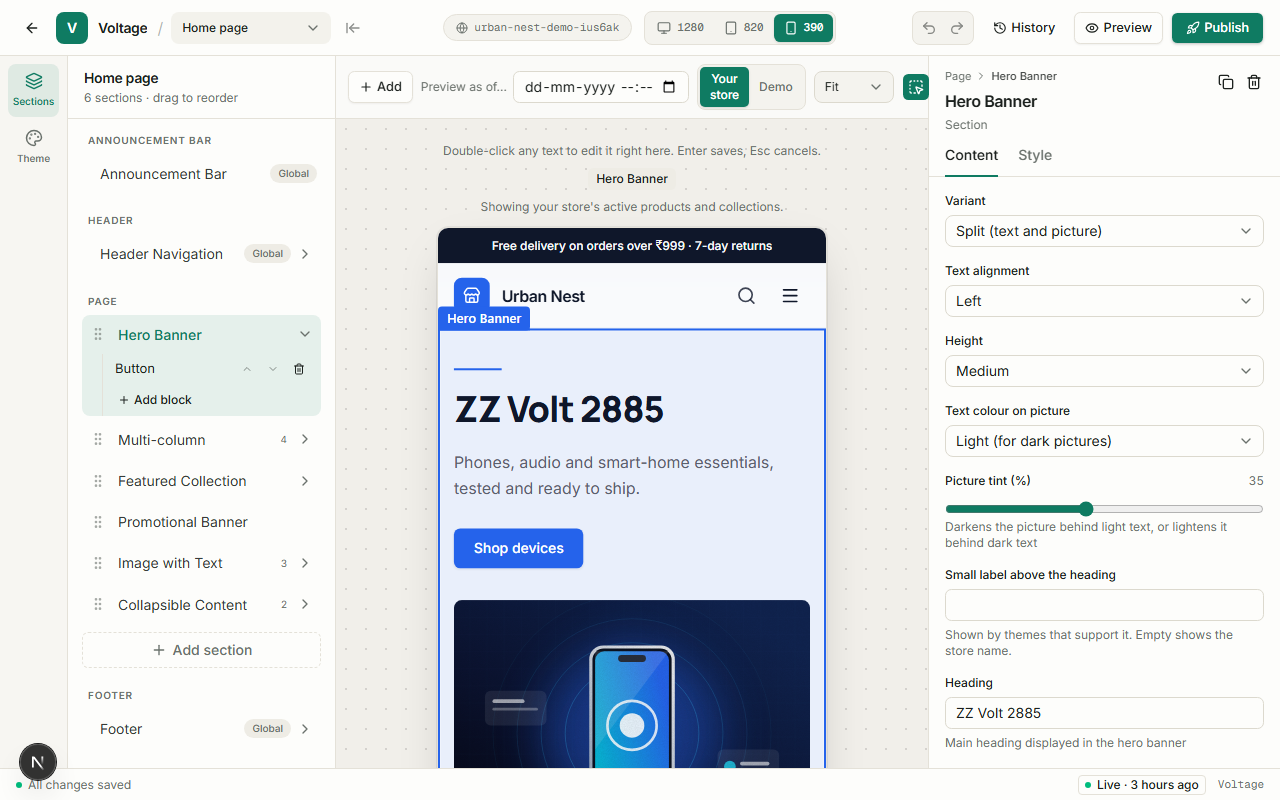 V Voltage / Home page
urban-nest-demo-ius6ak
1280 820 390
History Preview Publish
Sections
Theme
Home page
6 sections · drag to reorder
ANNOUNCEMENT BAR
Announcement Bar Global
HEADER
Header Navigation Global
PAGE
Hero Banner
Button
+ Add block
Multi-column 4
Featured Collection
Promotional Banner
Image with Text 3
Collapsible Content 2
+ Add section
FOOTER
Footer Global
N
All changes saved
+ Add Preview as of... dd-mm-yyyy --:-- Your store Demo Fit
Double-click any text to edit it right here. Enter saves, Esc cancels.
Hero Banner
Showing your store's active products and collections.
Free delivery on orders over ₹999 · 7-day returns
Urban Nest
Hero Banner
ZZ Volt 2885
Phones, audio and smart-home essentials,
tested and ready to ship.
Shop devices
Page > Hero Banner
Hero Banner
Section
Content Style
Variant
Split (text and picture)
Text alignment
Left
Height
Medium
Text colour on picture
Light (for dark pictures)
Picture tint (%) 35
Darkens the picture behind light text, or lightens it
behind dark text
Small label above the heading
Shown by themes that support it. Empty shows the
store name.
Heading
ZZ Volt 2885
Main heading displayed in the hero banner
Live · 3 hours ago Voltage